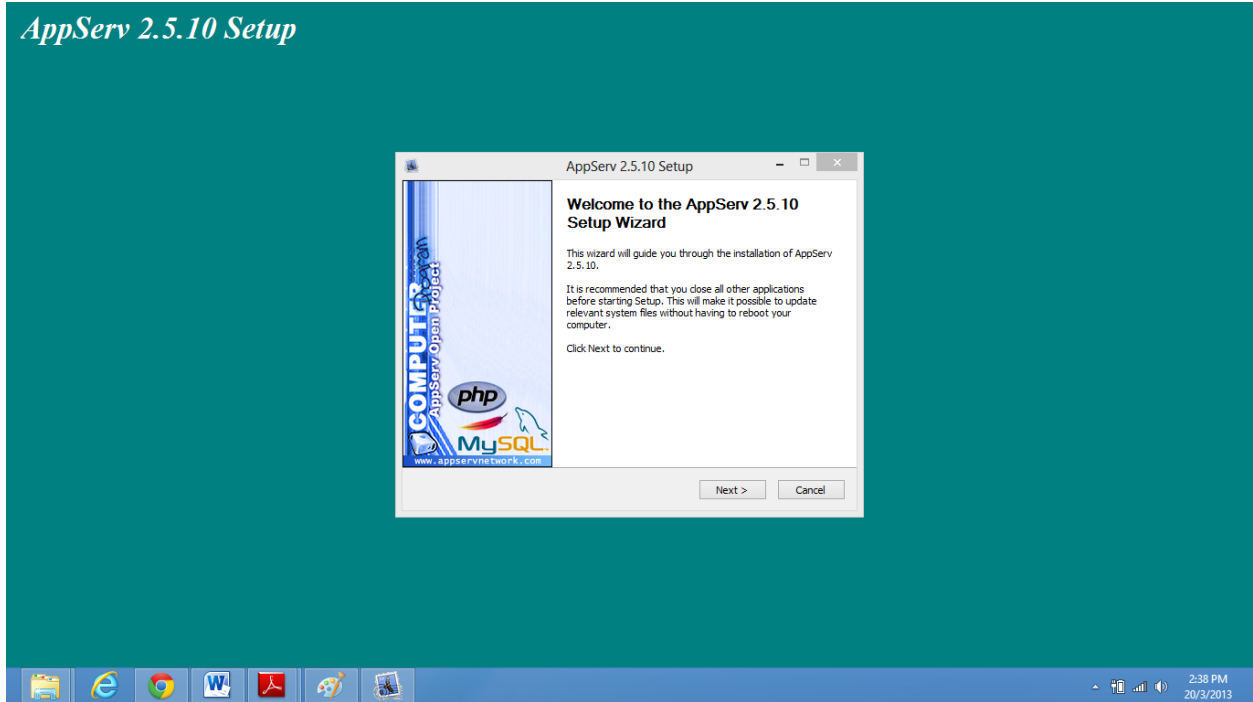 AppServ 2.5.10 Setup
AppServ 2.5.10 Setup
Welcome to the AppServ 2.5.10
Setup Wizard
This wizard will guide you through the installation of AppServ
2.5.10.
It is recommended that you close all other applications
before starting Setup. This will make it possible to update
relevant system files without having to reboot your
computer.
Click Next to continue.
COMPUTER
Program
AppServ Open Project
php
MySQL
www.appservnetwork.com
Next >
Cancel
2:38 PM
20/3/2013